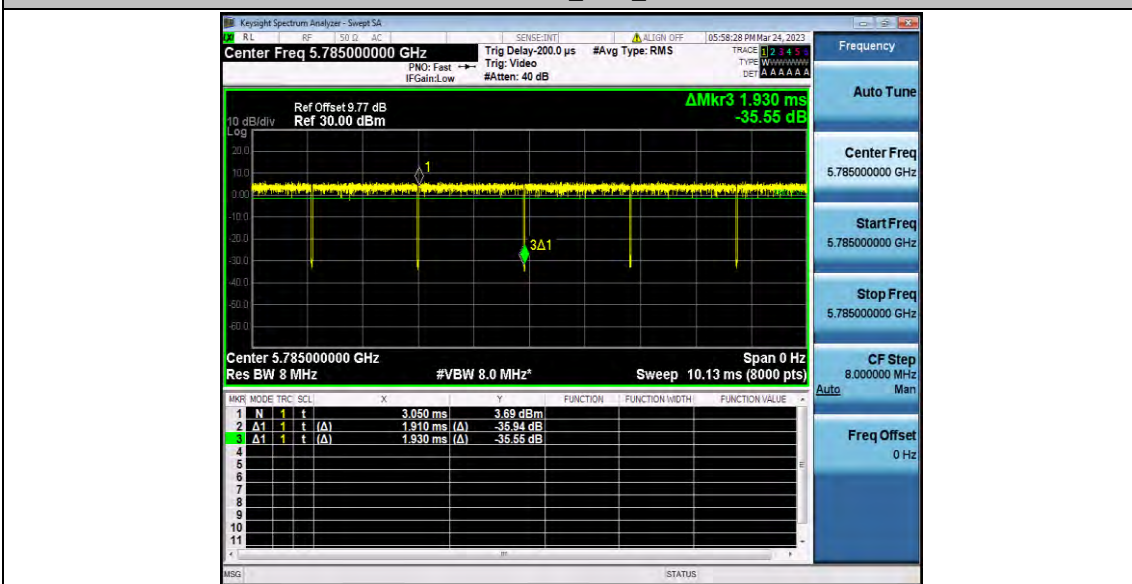 Keysight Spectrum Analyzer - Swept SA
RL RF 50 Ω AC SENSE:INT ALIGN OFF 05:58:28 PM Mar 24, 2023
Center Freq 5.785000000 GHz
Trig Delay-200.0 µs #Avg Type: RMS
TRACE 1 2 3 4 5 6
PNO: Fast Trig: Video
TYPE W
IFGain:Low #Atten: 40 dB
DET A A A A A A
Frequency
Auto Tune
Ref Offset 9.77 dB
ΔMkr3 1.930 ms
10 dB/div Ref 30.00 dBm
-35.55 dB
Log
20.0
10.0
0.00
-10.0
-20.0
-30.0
-40.0
-50.0
-60.0
1
3Δ1
Center 5.785000000 GHz Span 0 Hz
Res BW 8 MHz #VBW 8.0 MHz* Sweep 10.13 ms (8000 pts)
Center Freq
5.785000000 GHz
Start Freq
5.785000000 GHz
Stop Freq
5.785000000 GHz
CF Step
8.000000 MHz
Auto Man
Freq Offset
0 Hz
MKR MODE TRC SCL X Y FUNCTION FUNCTION WIDTH FUNCTION VALUE
1 N 1 t 3.050 ms 3.69 dBm
2 Δ1 1 t (Δ) 1.910 ms (Δ) -35.94 dB
3 Δ1 1 t (Δ) 1.930 ms (Δ) -35.55 dB
4
5
6
7
8
9
10
11
MSG STATUS